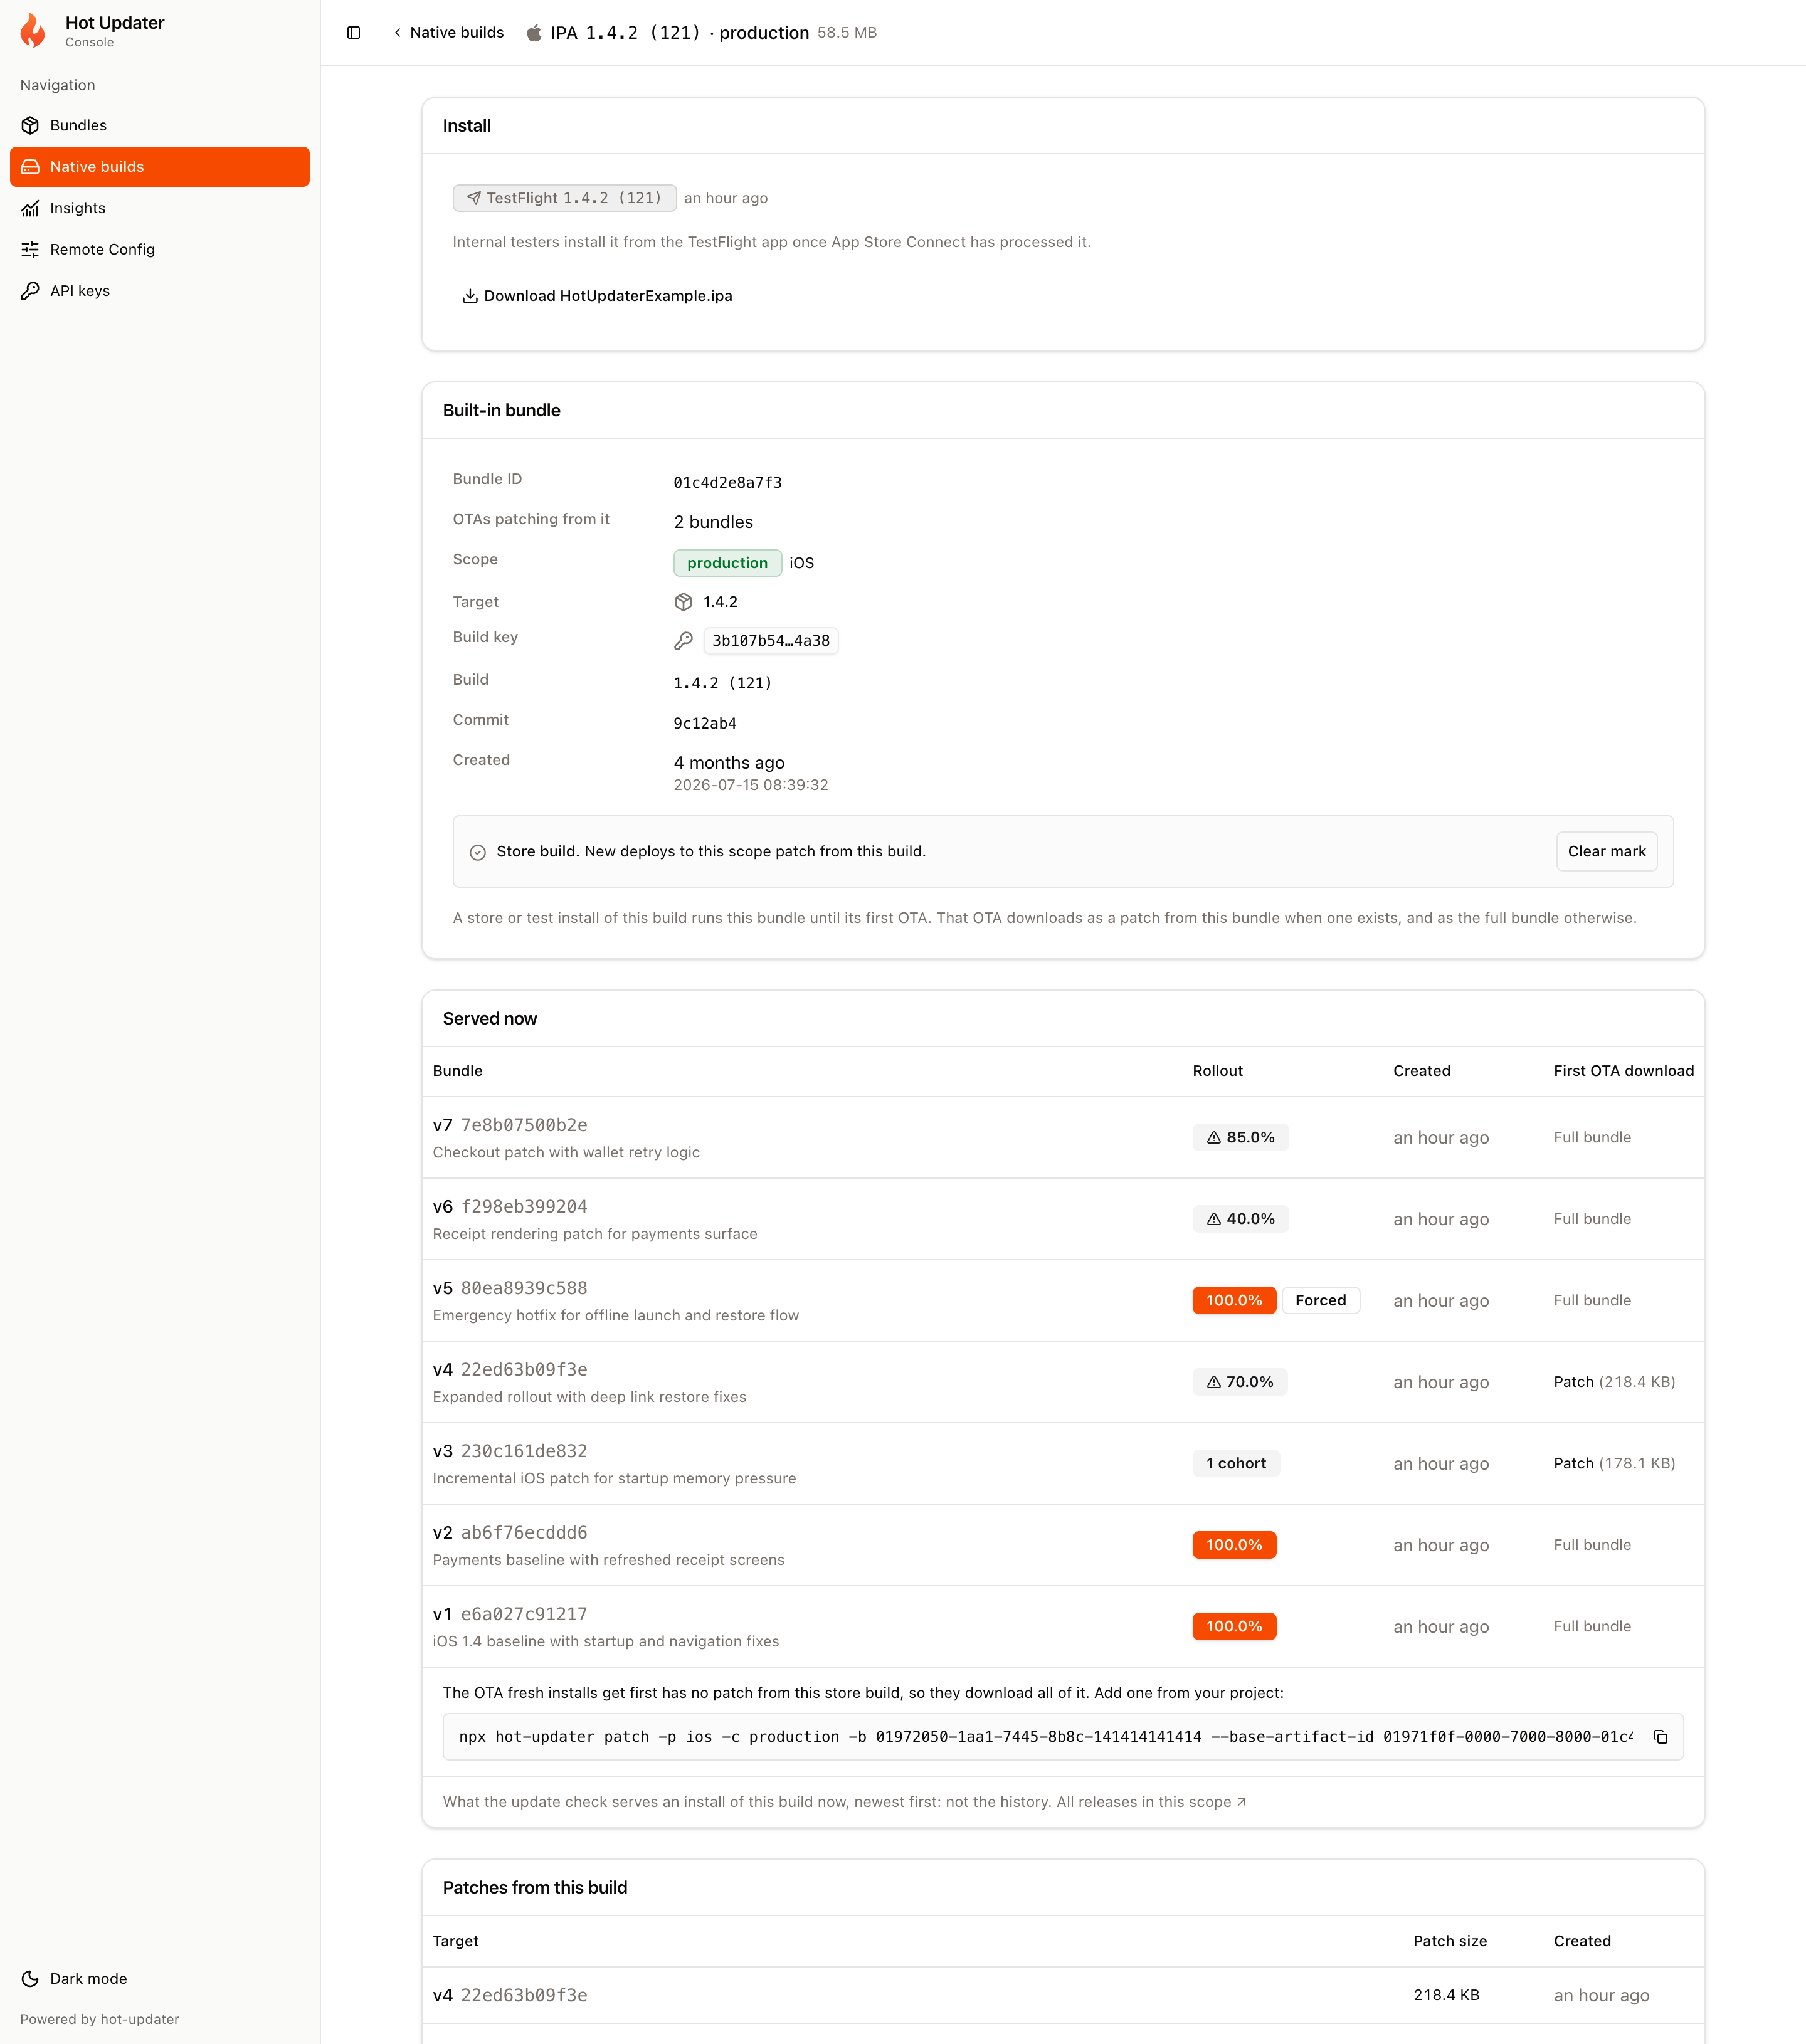 Hot Updater
Console
Navigation
Bundles
Native builds
Insights
Remote Config
API keys
Dark mode
Powered by hot-updater
Native builds
IPA 1.4.2 (121) · production 58.5 MB
Install
TestFlight 1.4.2 (121) an hour ago
Internal testers install it from the TestFlight app once App Store Connect has processed it.
Download HotUpdaterExample.ipa
Built-in bundle
Bundle ID 01c4d2e8a7f3
OTAs patching from it 2 bundles
Scope production iOS
Target 1.4.2
Build key 3b107b54…4a38
Build 1.4.2 (121)
Commit 9c12ab4
Created 4 months ago
2026-07-15 08:39:32
Store build. New deploys to this scope patch from this build. Clear mark
A store or test install of this build runs this bundle until its first OTA. That OTA downloads as a patch from this bundle when one exists, and as the full bundle otherwise.
Served now
Bundle Rollout Created First OTA download
v7 7e8b07500b2e 85.0% an hour ago Full bundle
Checkout patch with wallet retry logic
v6 f298eb399204 40.0% an hour ago Full bundle
Receipt rendering patch for payments surface
v5 80ea8939c588 100.0% Forced an hour ago Full bundle
Emergency hotfix for offline launch and restore flow
v4 22ed63b09f3e 70.0% an hour ago Patch (218.4 KB)
Expanded rollout with deep link restore fixes
v3 230c161de832 1 cohort an hour ago Patch (178.1 KB)
Incremental iOS patch for startup memory pressure
v2 ab6f76ecddd6 100.0% an hour ago Full bundle
Payments baseline with refreshed receipt screens
v1 e6a027c91217 100.0% an hour ago Full bundle
iOS 1.4 baseline with startup and navigation fixes
The OTA fresh installs get first has no patch from this store build, so they download all of it. Add one from your project:
npx hot-updater patch -p ios -c production -b 01972050-1aa1-7445-8b8c-141414141414 --base-artifact-id 01971f0f-0000-7000-8000-01c4
What the update check serves an install of this build now, newest first: not the history. All releases in this scope ↗
Patches from this build
Target Patch size Created
v4 22ed63b09f3e 218.4 KB an hour ago